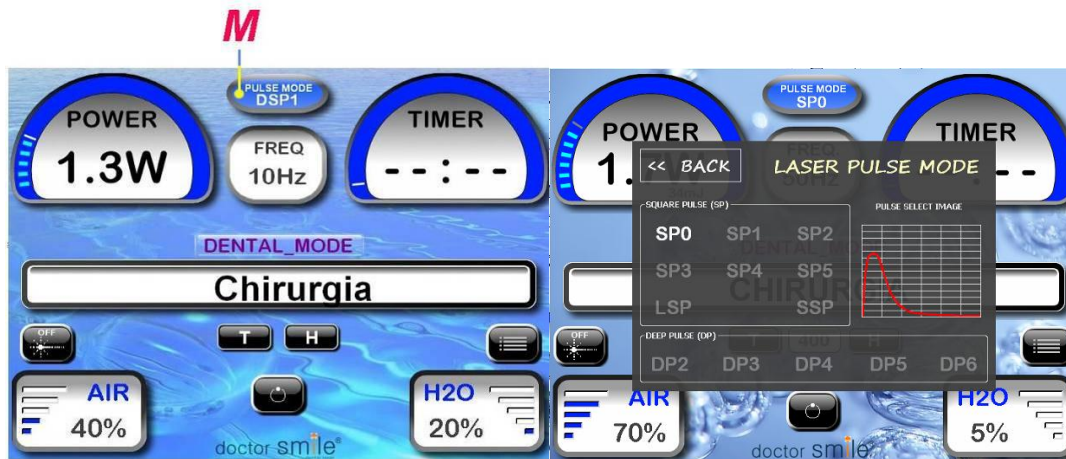 M
PULSE MODE
DSP1
POWER
1.3W
FREQ
10Hz
TIMER
--:--
DENTAL_MODE
Chirurgia
OFF
T
H
AIR
40%
H2O
20%
doctor smile®
PULSE MODE
SP0
POWER
TIMER
<< BACK
LASER PULSE MODE
SQUARE PULSE (SP)
PULSE SELECT IMAGE
SP0 SP1 SP2
SP3 SP4 SP5
LSP SSP
CHIRURG
T 400 H
DEEP PULSE (DP)
DP2 DP3 DP4 DP5 DP6
OFF
AIR
70%
H2O
5%
doctor smile